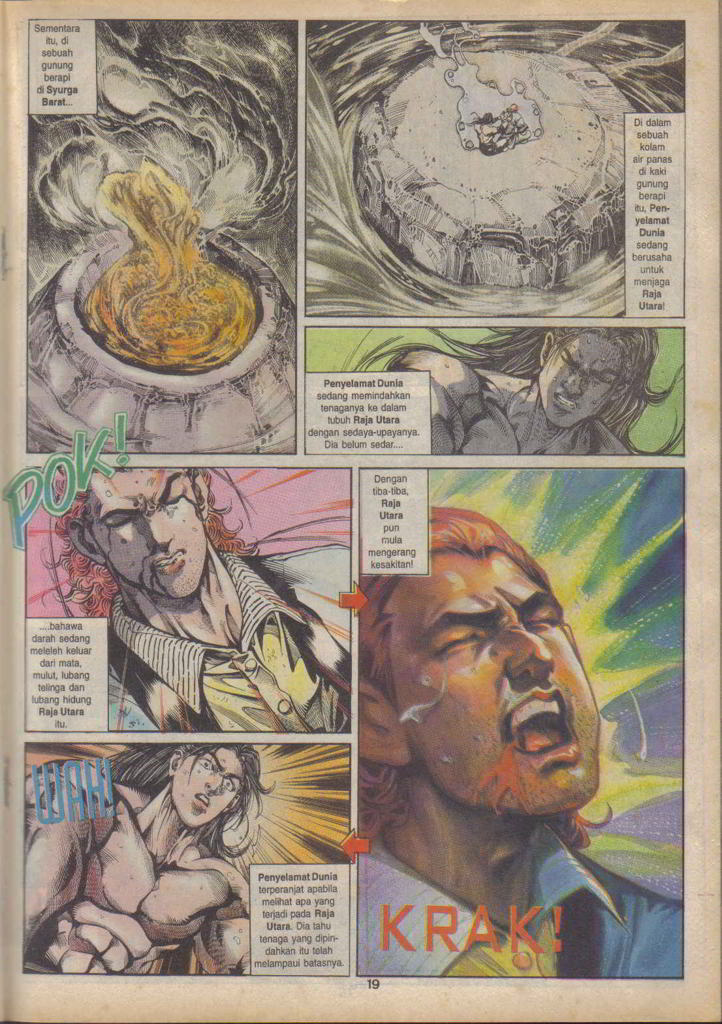 Sementara
itu, di
sebuah
gunung
berapi
di Syurga
Barat...
Di dalam
sebuah
kolam
air panas
di kaki
gunung
berapi
itu, Pen-
yelamat
Dunia
sedang
berusaha
untuk
menjaga
Raja
Utara!
Penyelamat Dunia
sedang memindahkan
tenaganya ke dalam
tubuh Raja Utara
dengan sedaya-upayanya.
Dia belum sedar....
POK!
....bahawa
darah sedang
meleleh keluar
dari mata,
mulut, lubang
telinga dan
lubang hidung
Raja Utara
itu.
Dengan
tiba-tiba,
Raja
Utara
pun
mula
mengerang
kesakitan!
KRAK!
WAH!
Penyelamat Dunia
terperanjat apabila
melihat apa yang
terjadi pada Raja
Utara. Dia tahu
tenaga yang dipin-
dahkan itu telah
melampaui batasnya.
19